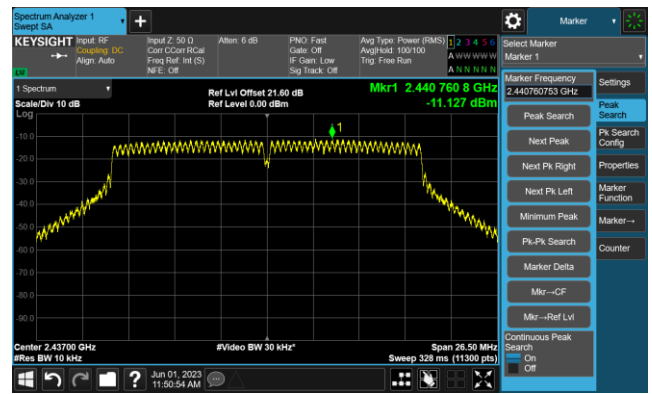 Spectrum Analyzer 1
Swept SA
Marker
KEYSIGHT
Input: RF
Coupling: DC
Align: Auto
Input Z: 50 Ω
Corr CCorr RCal
Freq Ref: Int (S)
NFE: Off
Atten: 6 dB
PNO: Fast
Gate: Off
IF Gain: Low
Sig Track: Off
Avg Type: Power (RMS)
Avg|Hold: 100/100
Trig: Free Run
1 2 3 4 5 6
A W W W W W
A N N N N N
Select Marker
Marker 1
1 Spectrum
Scale/Div 10 dB
Log
Ref Lvl Offset 21.60 dB
Ref Level 0.00 dBm
Mkr1 2.440 760 8 GHz
-11.127 dBm
1
-10.0
-20.0
-30.0
-40.0
-50.0
-60.0
-70.0
-80.0
-90.0
Center 2.43700 GHz
#Res BW 10 kHz
#Video BW 30 kHz*
Span 26.50 MHz
Sweep 328 ms (11300 pts)
Marker Frequency
2.440760753 GHz
Peak Search
Next Peak
Next Pk Right
Next Pk Left
Minimum Peak
Pk-Pk Search
Marker Delta
Mkr→CF
Mkr→Ref Lvl
Continuous Peak
Search
On
Off
Settings
Peak
Search
Pk Search
Config
Properties
Marker
Function
Marker→
Counter
?
Jun 01, 2023
11:50:54 AM